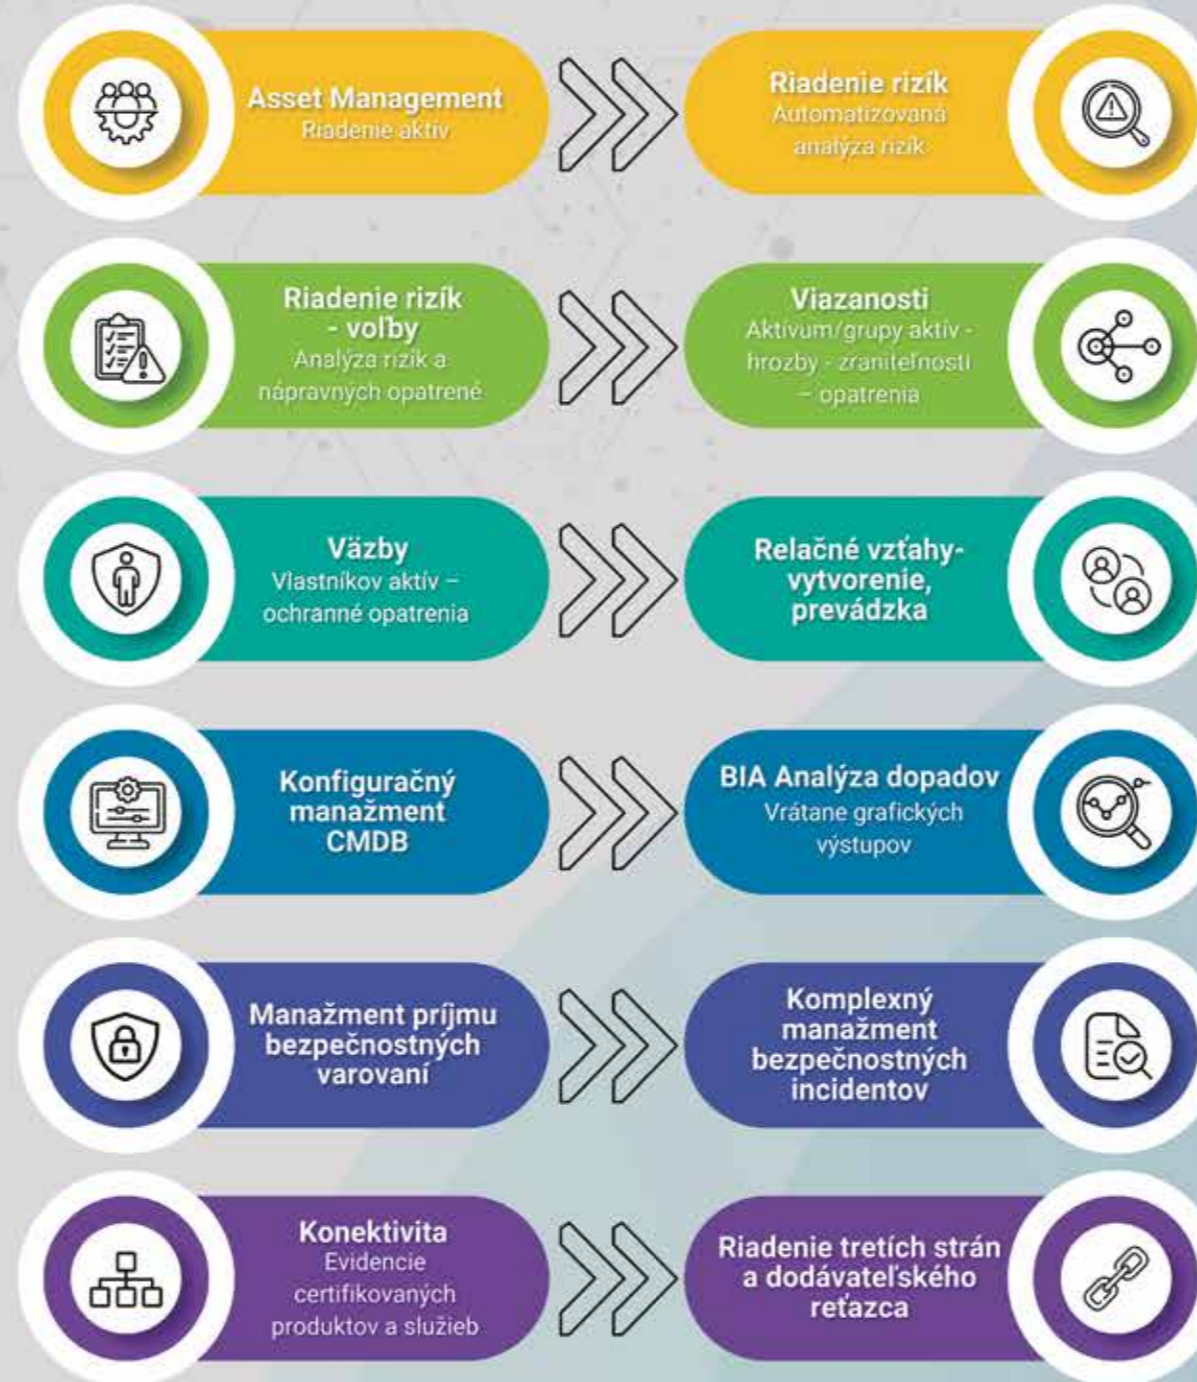 Asset Management
Riadenie aktív
Riadenie rizík
Automatizovaná
analýza rizík
Riadenie rizík
- voľby
Analýza rizík a
nápravných opatrené
Viazanosti
Aktívum/grupy aktív -
hrozby - zraniteľnosti
– opatrenia
Väzby
Vlastníkov aktív –
ochranné opatrenia
Relačné vzťahy-
vytvorenie,
prevádzka
Konfiguračný
manažment
CMDB
BIA Analýza dopadov
Vrátane grafických
výstupov
Manažment príjmu
bezpečnostných
varovaní
Komplexný
manažment
bezpečnostných
incidentov
Konektivita
Evidencie
certifikovaných
produktov a služieb
Riadenie tretích strán
a dodávateľského
reťazca